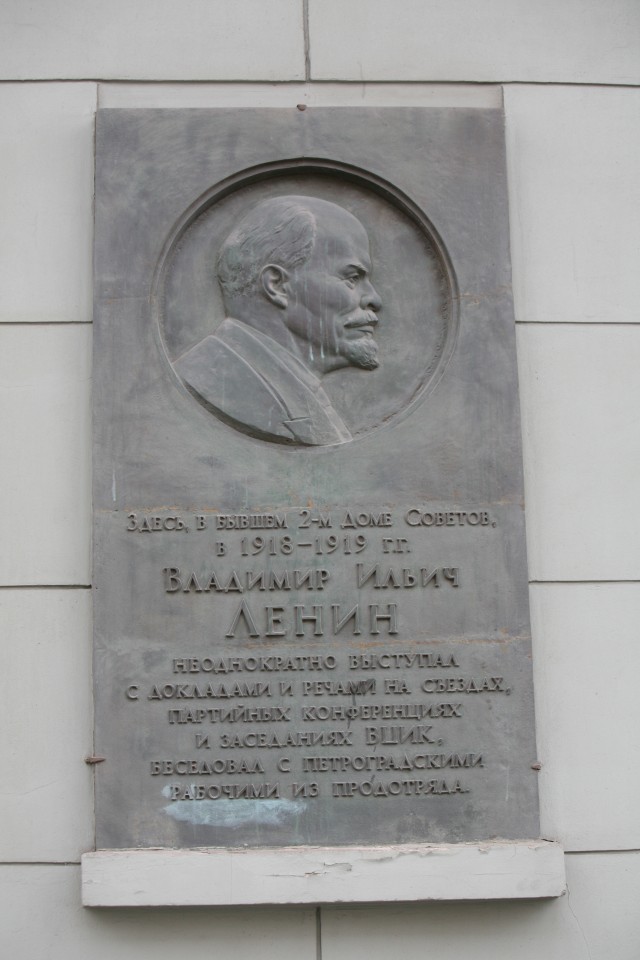 Здесь, в бывшем 2-м Доме Советов,
в 1918–1919 гг.
Владимир Ильич
ЛЕНИН
неоднократно выступал
с докладами и речами на съездах,
партийных конференциях
и заседаниях ВЦИК,
беседовал с петроградскими
рабочими из продотряда.